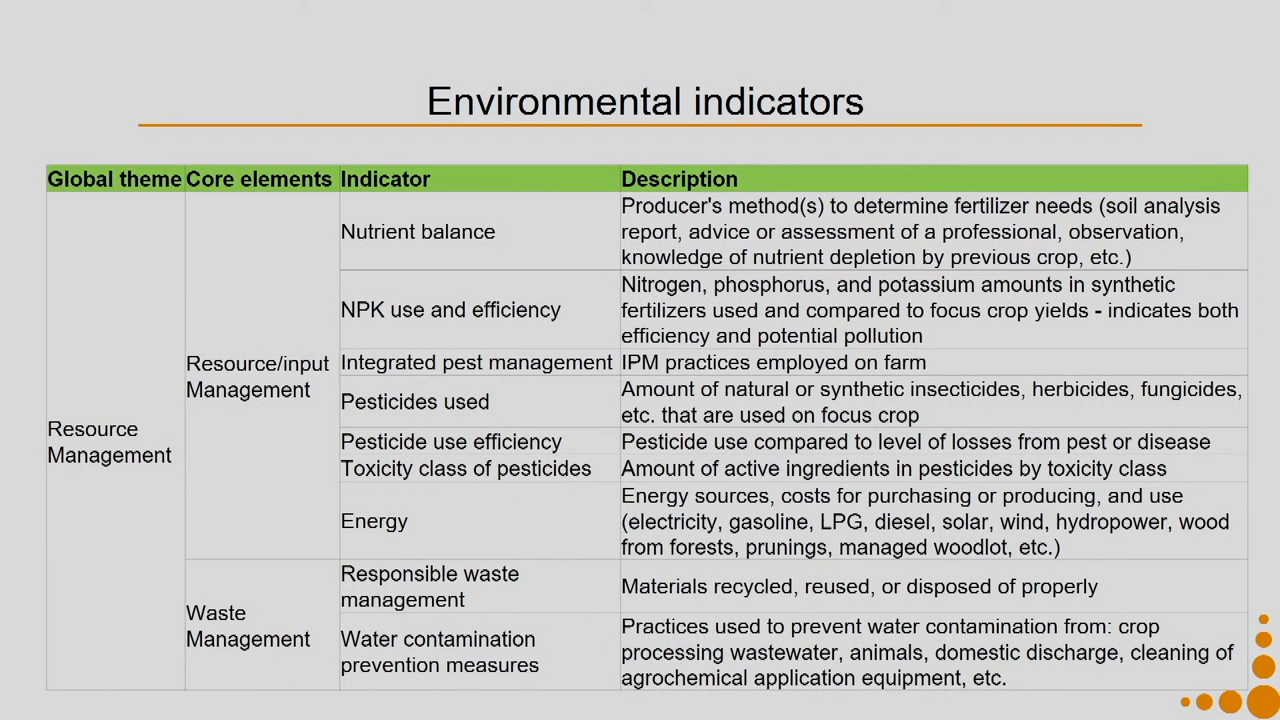 Environmental indicators
Global theme Core elements Indicator Description
Resource
Management
Resource/input
Management
Nutrient balance
Producer's method(s) to determine fertilizer needs (soil analysis
report, advice or assessment of a professional, observation,
knowledge of nutrient depletion by previous crop, etc.)
NPK use and efficiency
Nitrogen, phosphorus, and potassium amounts in synthetic
fertilizers used and compared to focus crop yields - indicates both
efficiency and potential pollution
Integrated pest management
IPM practices employed on farm
Pesticides used
Amount of natural or synthetic insecticides, herbicides, fungicides,
etc. that are used on focus crop
Pesticide use efficiency
Pesticide use compared to level of losses from pest or disease
Toxicity class of pesticides
Amount of active ingredients in pesticides by toxicity class
Energy
Energy sources, costs for purchasing or producing, and use
(electricity, gasoline, LPG, diesel, solar, wind, hydropower, wood
from forests, prunings, managed woodlot, etc.)
Waste
Management
Responsible waste
management
Materials recycled, reused, or disposed of properly
Water contamination
prevention measures
Practices used to prevent water contamination from: crop
processing wastewater, animals, domestic discharge, cleaning of
agrochemical application equipment, etc.